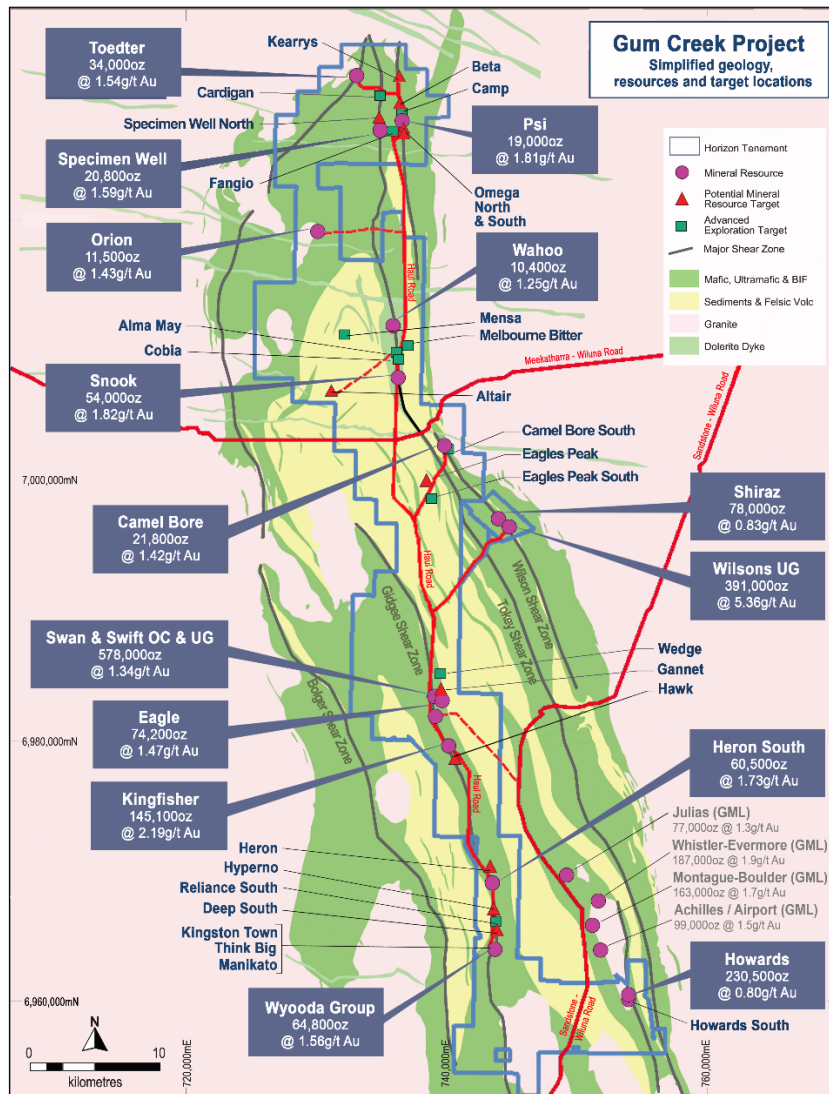 Gum Creek Project
Simplified geology,
resources and target locations
Horizon Tenement
Mineral Resource
Potential Mineral
Resource Target
Advanced
Exploration Target
Major Shear Zone
Mafic, Ultramafic & BIF
Sediments & Felsic Volc
Granite
Dolerite Dyke
Toedter
34,000oz
@ 1.54g/t Au
Kearrys
Beta
Camp
Cardigan
Specimen Well North
Psi
19,000oz
@ 1.81g/t Au
Specimen Well
20,800oz
@ 1.59g/t Au
Fangio
Omega
North
& South
Orion
11,500oz
@ 1.43g/t Au
Haul Road
Wahoo
10,400oz
@ 1.25g/t Au
Alma May
Cobia
Mensa
Melbourne Bitter
Meekatharra - Wiluna Road
Sandstone - Wiluna Road
Snook
54,000oz
@ 1.82g/t Au
Altair
Camel Bore South
Eagles Peak
Eagles Peak South
7,000,000mN
Shiraz
78,000oz
@ 0.83g/t Au
Camel Bore
21,800oz
@ 1.42g/t Au
Haul Road
Wilsons UG
391,000oz
@ 5.36g/t Au
Gidgee Shear Zone
Wilson Shear Zone
Tokay Shear Zone
Bolger Shear Zone
Swan & Swift OC & UG
578,000oz
@ 1.34g/t Au
Wedge
Gannet
Hawk
Eagle
74,200oz
@ 1.47g/t Au
6,980,000mN
Heron South
60,500oz
@ 1.73g/t Au
Kingfisher
145,100oz
@ 2.19g/t Au
Haul Road
Julias (GML)
77,000oz @ 1.3g/t Au
Whistler-Evermore (GML)
187,000oz @ 1.9g/t Au
Montague-Boulder (GML)
163,000oz @ 1.7g/t Au
Achilles / Airport (GML)
99,000oz @ 1.5g/t Au
Heron
Hyperno
Reliance South
Deep South
Kingston Town
Think Big
Manikato
Howards
230,500oz
@ 0.80g/t Au
Howards South
6,960,000mN
Wyooda Group
64,800oz
@ 1.56g/t Au
Sandstone - Wiluna Road
N
0
10
kilometres
720,000mE
740,000mE
760,000mE